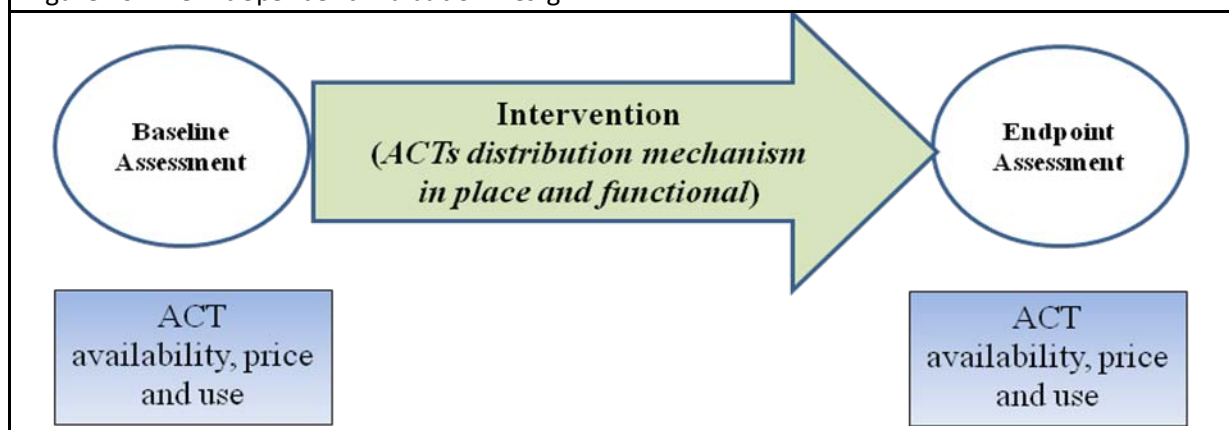 Baseline
Assessment
Intervention
(ACTs distribution mechanism
in place and functional)
Endpoint
Assessment
ACT
availability, price
and use
ACT
availability, price
and use